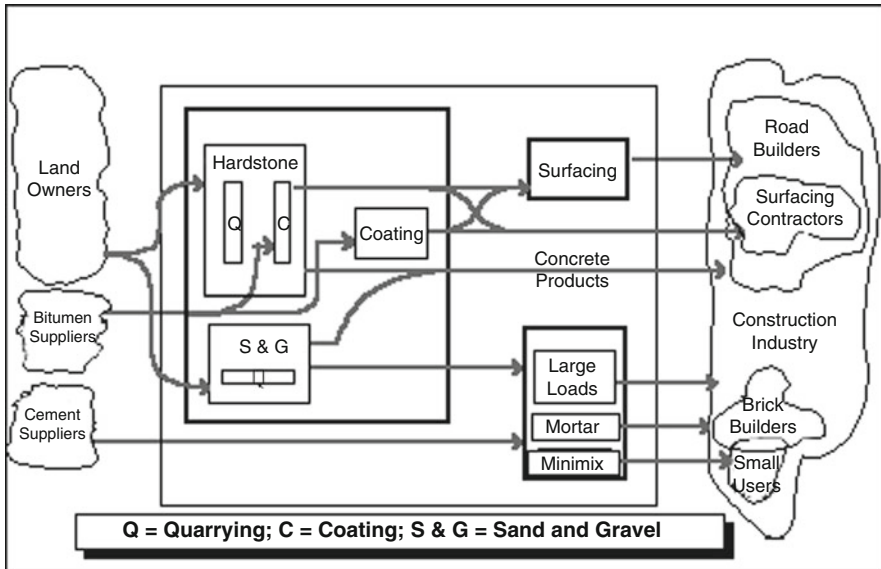 Land
Owners
Bitumen
Suppliers
Cement
Suppliers
Hardstone
Q
C
Coating
S & G
Q
Surfacing
Concrete
Products
Large
Loads
Mortar
Minimix
Road
Builders
Surfacing
Contractors
Construction
Industry
Brick
Builders
Small
Users
Q = Quarrying; C = Coating; S & G = Sand and Gravel